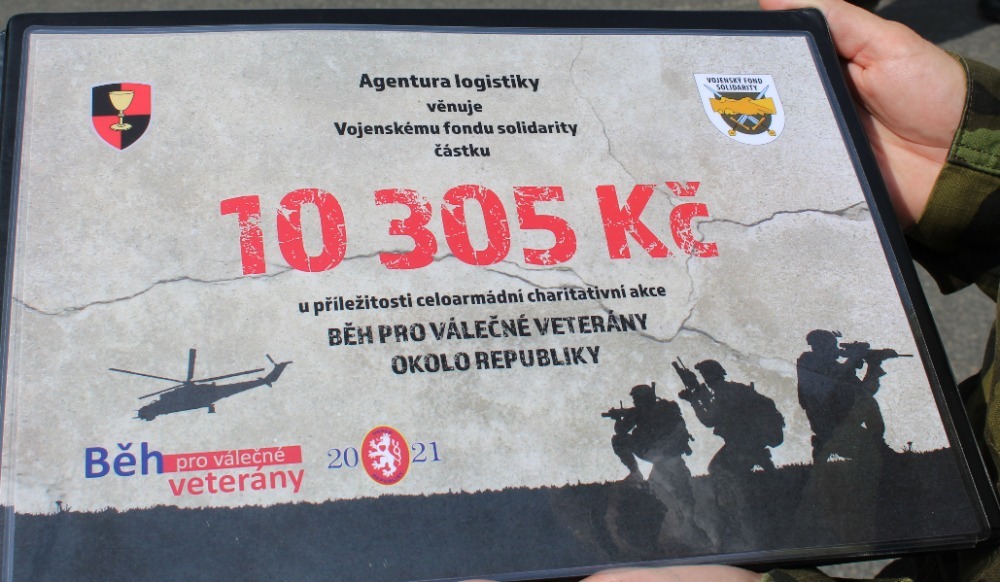 Agentura logistiky
věnuje
Vojenskému fondu solidarity
částku
VOJENSKÝ FOND
SOLIDARITY
10 305 Kč
u příležitosti celoarmádní charitativní akce
BĚH PRO VÁLEČNÉ VETERÁNY
OKOLO REPUBLIKY
Běh pro válečné
veterány
20 21